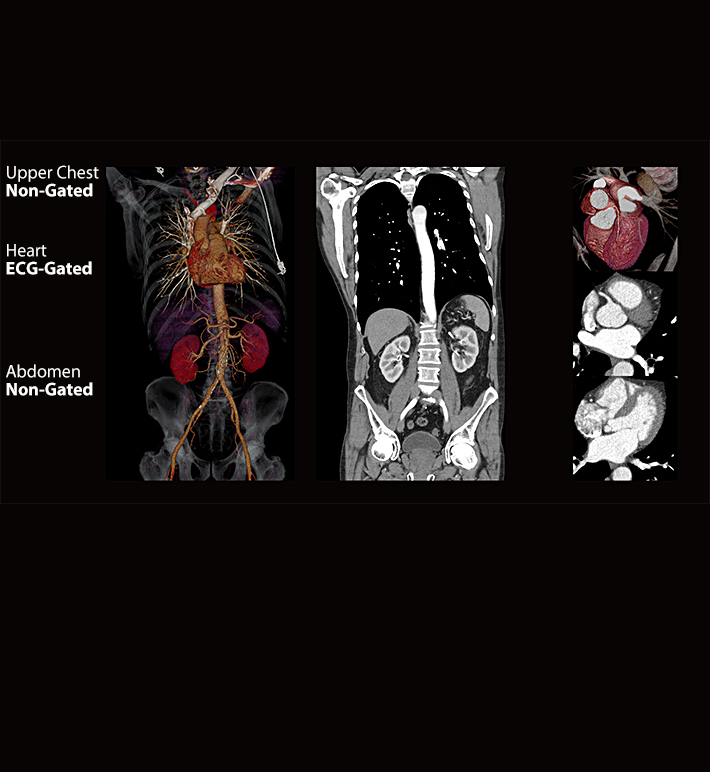 Upper Chest
Non-Gated
Heart
ECG-Gated
Abdomen
Non-Gated